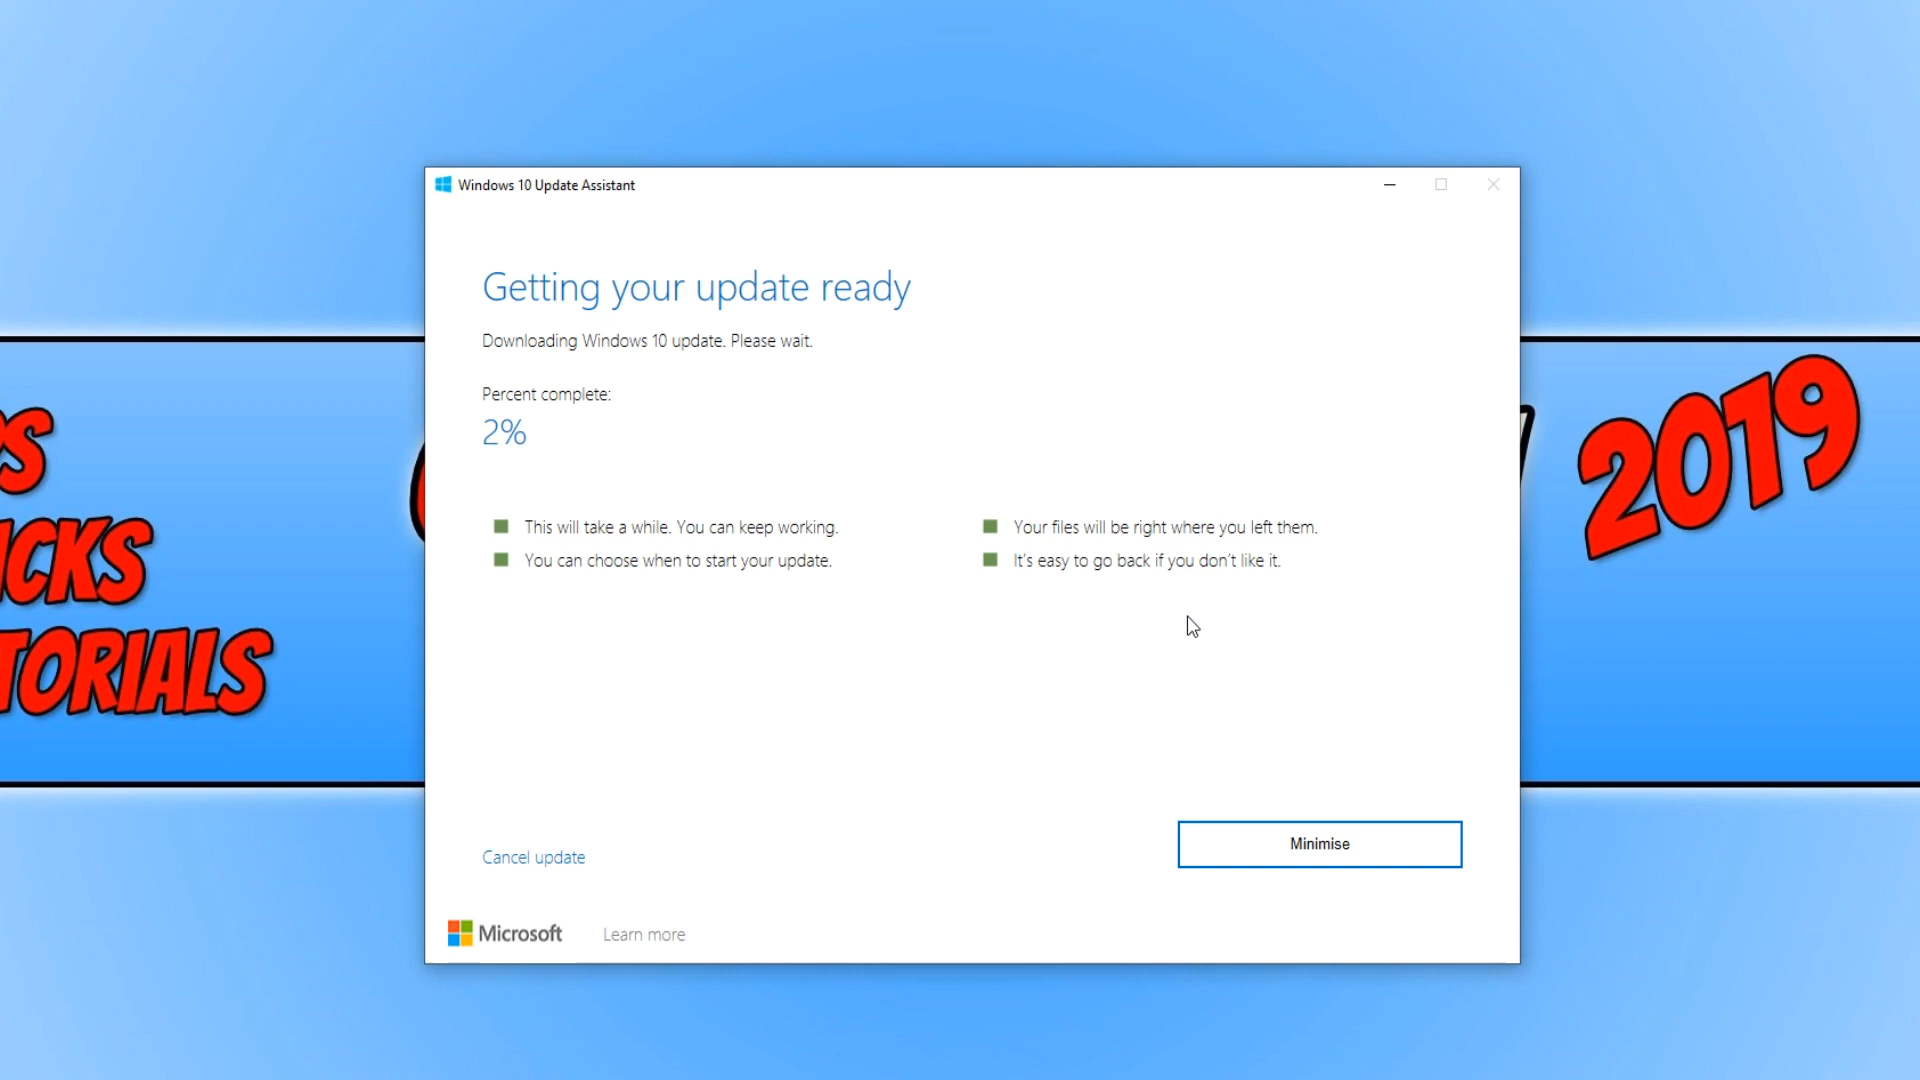 Windows 10 Update Assistant
Getting your update ready
Downloading Windows 10 update. Please wait.
Percent complete:
2%
This will take a while. You can keep working.
Your files will be right where you left them.
You can choose when to start your update.
It's easy to go back if you don't like it.
2019
Minimise
Cancel update
Microsoft
Learn more